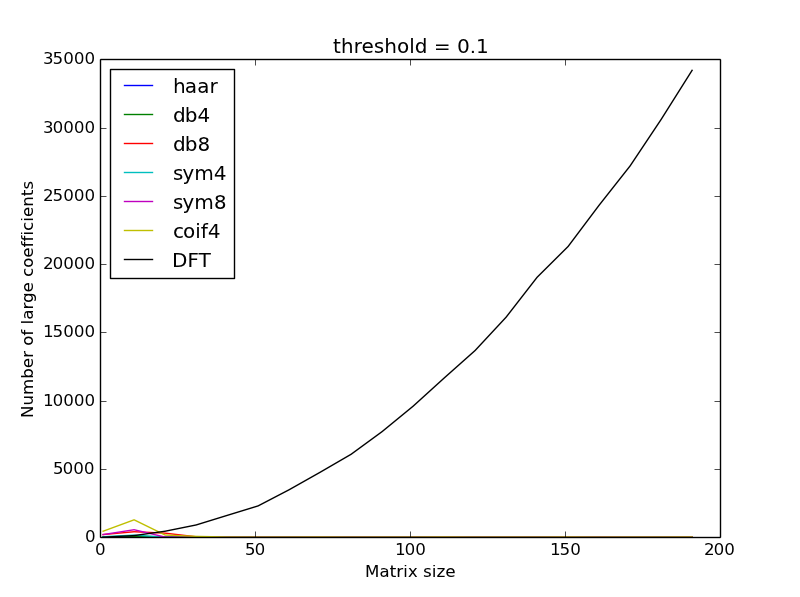 threshold = 0.1
35000
30000
25000
20000
15000
10000
5000
0
Number of large coefficients
haar
db4
db8
sym4
sym8
coif4
DFT
0 50 100 150 200
Matrix size